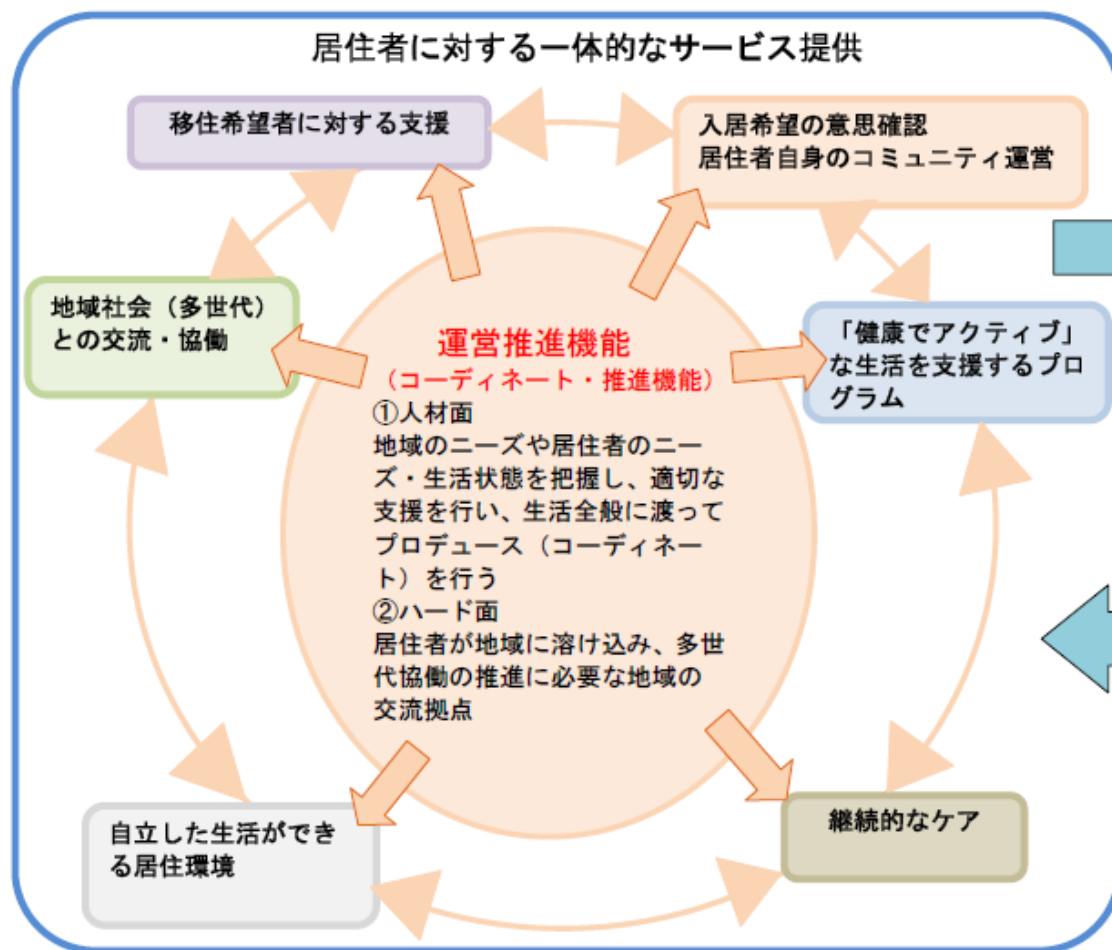 居住者に対する一体的なサービス提供
移住希望者に対する支援
入居希望の意思確認
居住者自身のコミュニティ運営
地域社会（多世代）
との交流・協働
「健康でアクティブ」
な生活を支援するプロ
グラム
運営推進機能
（コーディネート・推進機能）
①人材面
地域のニーズや居住者のニー
ズ・生活状態を把握し、適切な
支援を行い、生活全般に渡って
プロデュース（コーディネー
ト）を行う
②ハード面
居住者が地域に溶け込み、多世
代協働の推進に必要な地域の
交流拠点
自立した生活ができ
る居住環境
継続的なケア